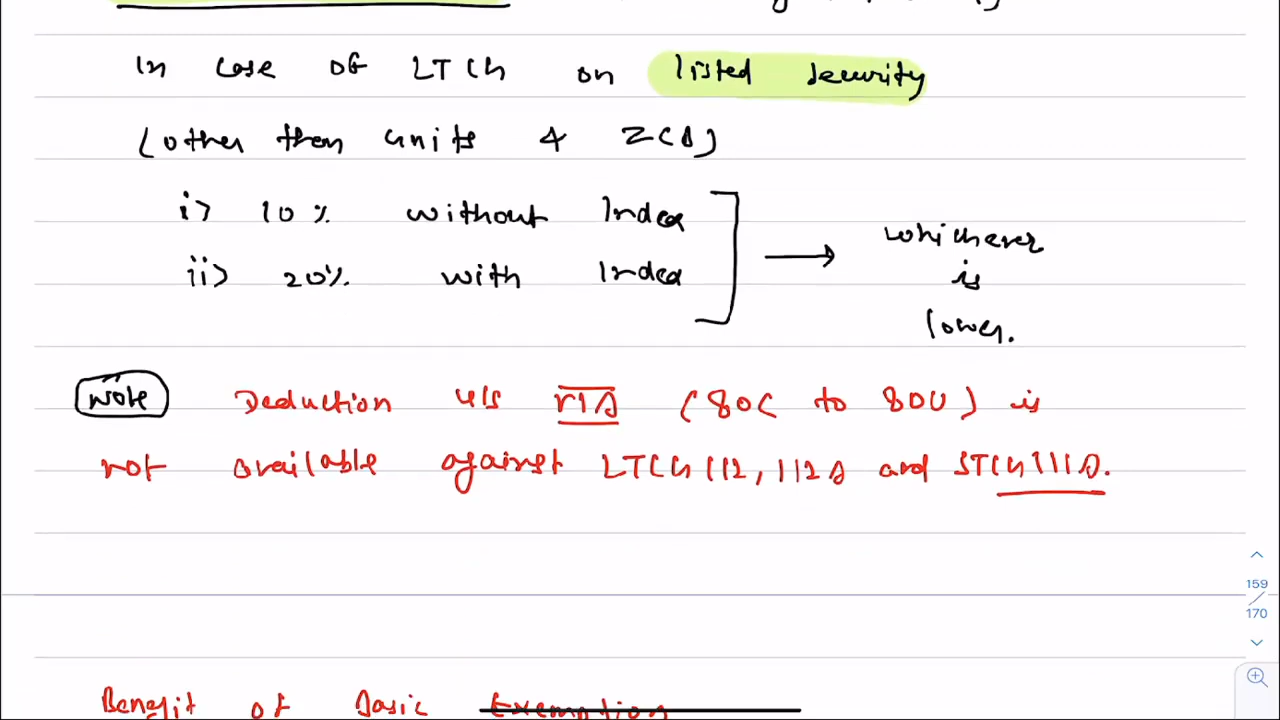 In case of LTCG on listed security
(other than units & ZCB)
i> 10% without Index
ii> 20% with Index
whichever
is
lower.
Note Deduction u/s VIA (80C to 80U) is
not available against LTCG 112, 112A and STCG 111A.
159
170
Benefit of Basic Exemption